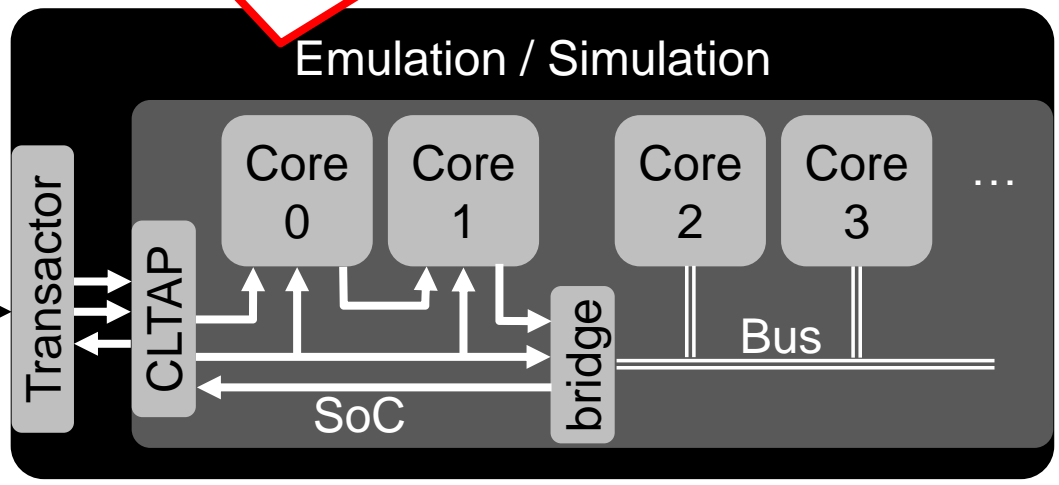 Emulation / Simulation
Transactor
CLTAP
Core
0
Core
1
Core
2
Core
3
...
bridge
Bus
SoC